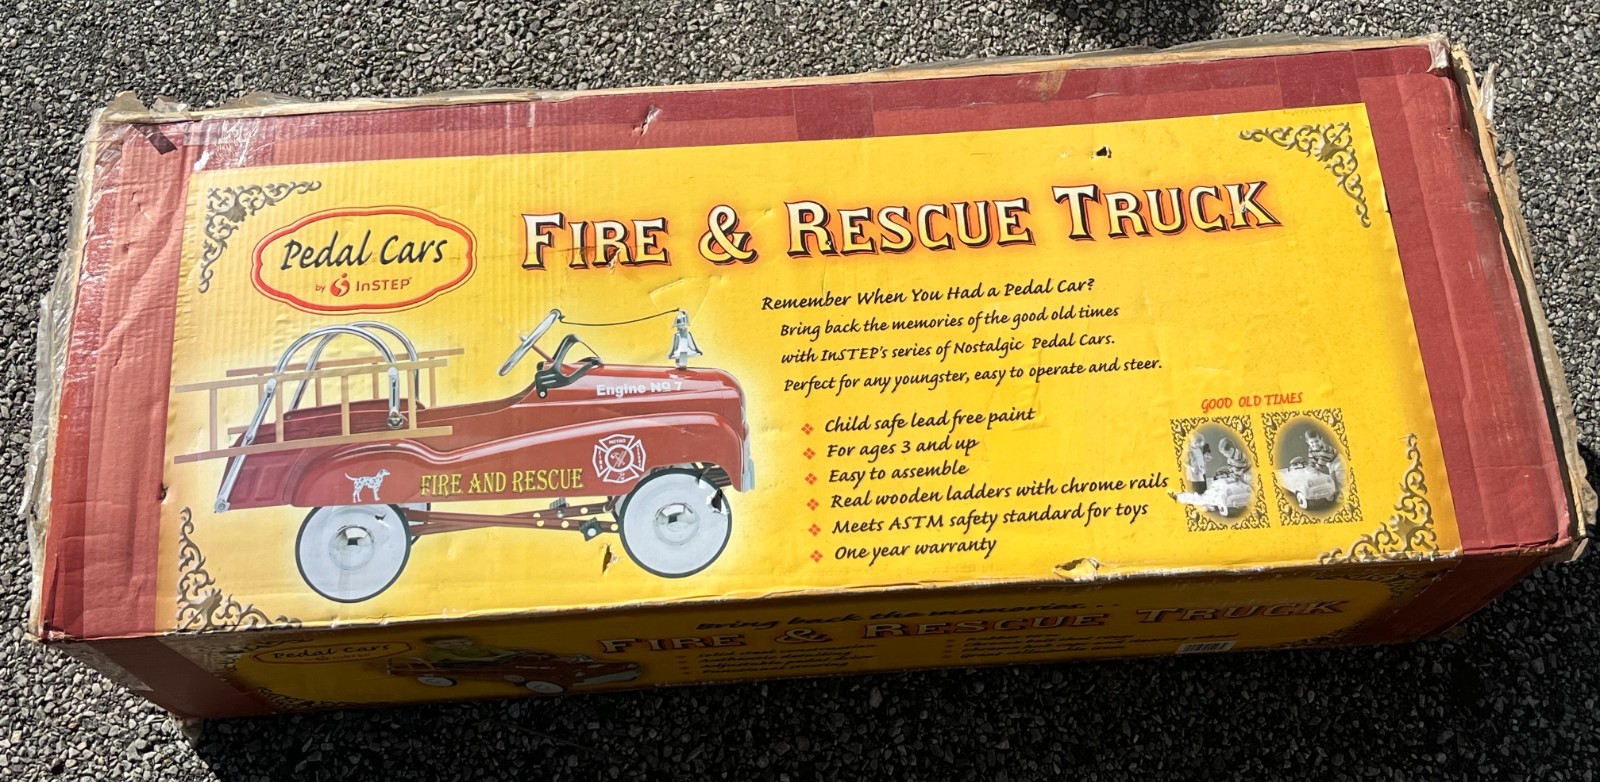 Pedal Cars
by InSTEP
FIRE & RESCUE TRUCK
Remember When You Had a Pedal Car?
Bring back the memories of the good old times
with InSTEP's series of Nostalgic Pedal Cars.
Perfect for any youngster, easy to operate and steer.
Child safe lead free paint
For ages 3 and up
Easy to assemble
Real wooden ladders with chrome rails
Meets ASTM safety standard for toys
One year warranty
GOOD OLD TIMES
Engine No 7
FIRE AND RESCUE
Bring back the memories...
Pedal Cars
FIRE & RESCUE TRUCK